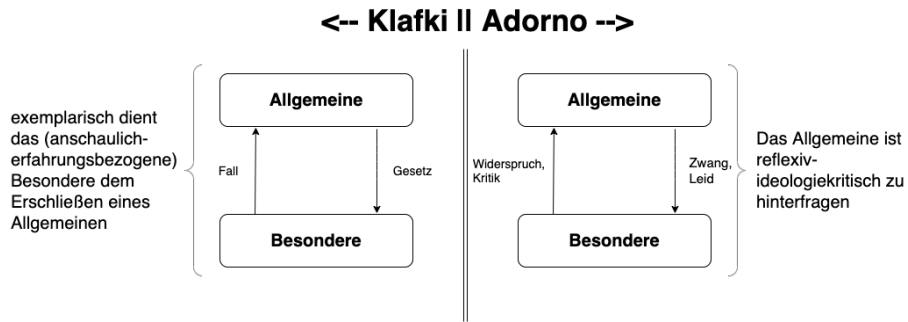 <-- Klafki || Adorno -->
exemplarisch dient
das (anschaulich-
erfahrungsbezogene)
Besondere dem
Erschließen eines
Allgemeinen
Allgemeine
Fall
Gesetz
Besondere
Allgemeine
Widerspruch,
Kritik
Zwang,
Leid
Besondere
Das Allgemeine ist
reflexiv-
ideologiekritisch zu
hinterfragen